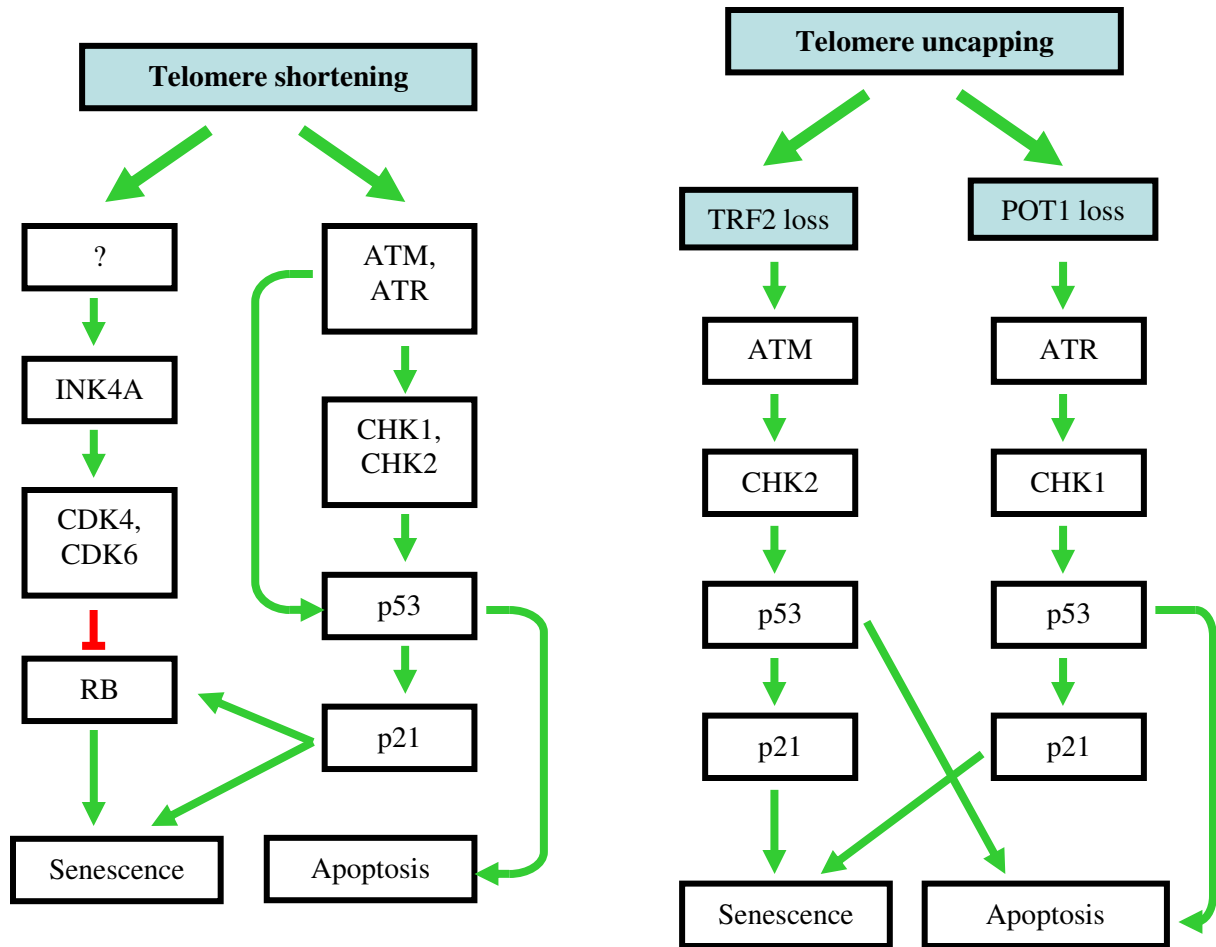 Telomere shortening
?
INK4A
CDK4,
CDK6
RB
Senescence
ATM,
ATR
CHK1,
CHK2
p53
p21
Apoptosis
Telomere uncapping
TRF2 loss
ATM
CHK2
p53
p21
Senescence
POT1 loss
ATR
CHK1
p53
p21
Apoptosis